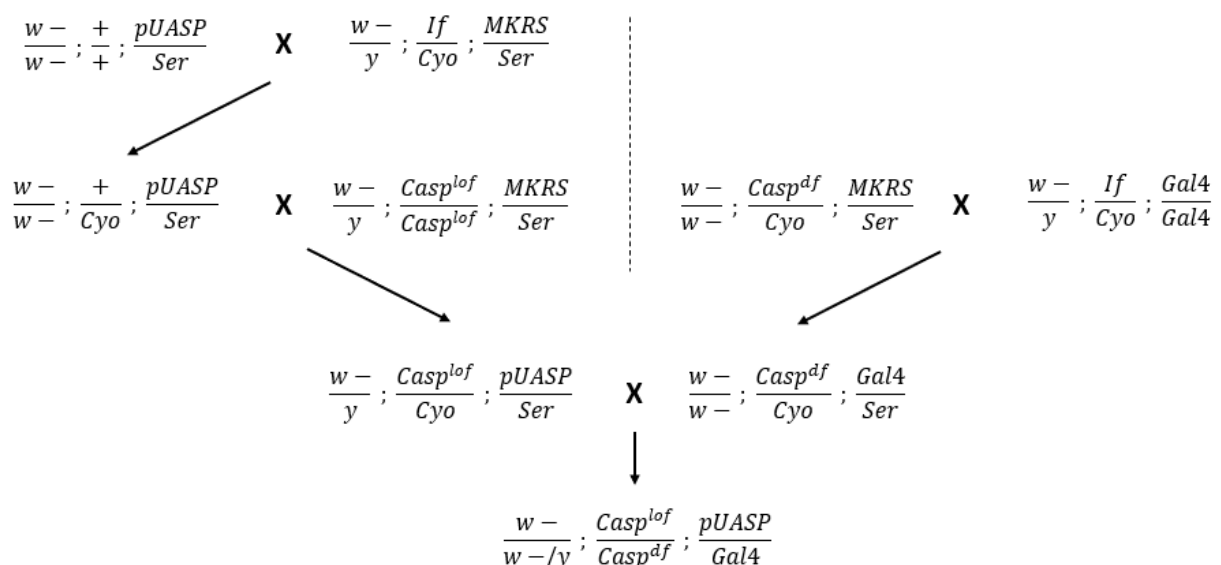 w− / w− ; + / + ; pUASP / Ser X w− / y ; If / Cyo ; MKRS / Ser
w− / w− ; + / Cyo ; pUASP / Ser X w− / y ; Casp^lof / Casp^lof ; MKRS / Ser w− / w− ; Casp^df / Cyo ; MKRS / Ser X w− / y ; If / Cyo ; Gal4 / Gal4
w− / y ; Casp^lof / Cyo ; pUASP / Ser X w− / w− ; Casp^df / Cyo ; Gal4 / Ser
w− / w−/y ; Casp^lof / Casp^df ; pUASP / Gal4